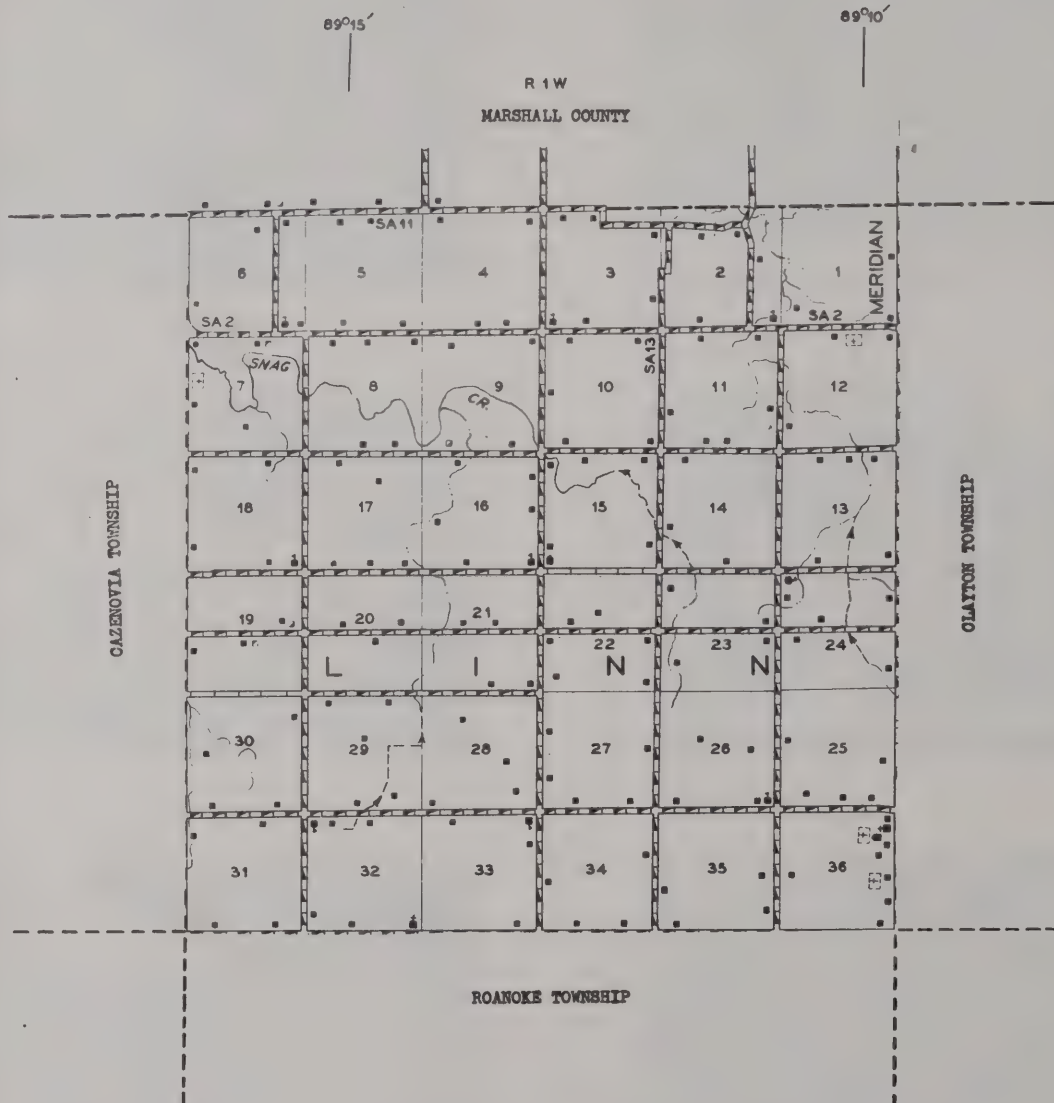 89°15′ 89°10′
R 1 W
MARSHALL COUNTY
SA 11
6 5 4 3 2 1
MERIDIAN
SA 2 SA 2
SNAG SA 13
7 8 9 10 11 12
CR.
CAZENOVIA TOWNSHIP
18 17 16 15 14 13
CLAYTON TOWNSHIP
19 20 21 22 23 24
L I N N
30 29 28 27 26 25
31 32 33 34 35 36
ROANOKE TOWNSHIP